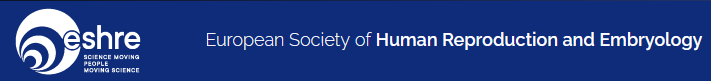 eshre
SCIENCE MOVING
PEOPLE
MOVING SCIENCE
European Society of Human Reproduction and Embryology